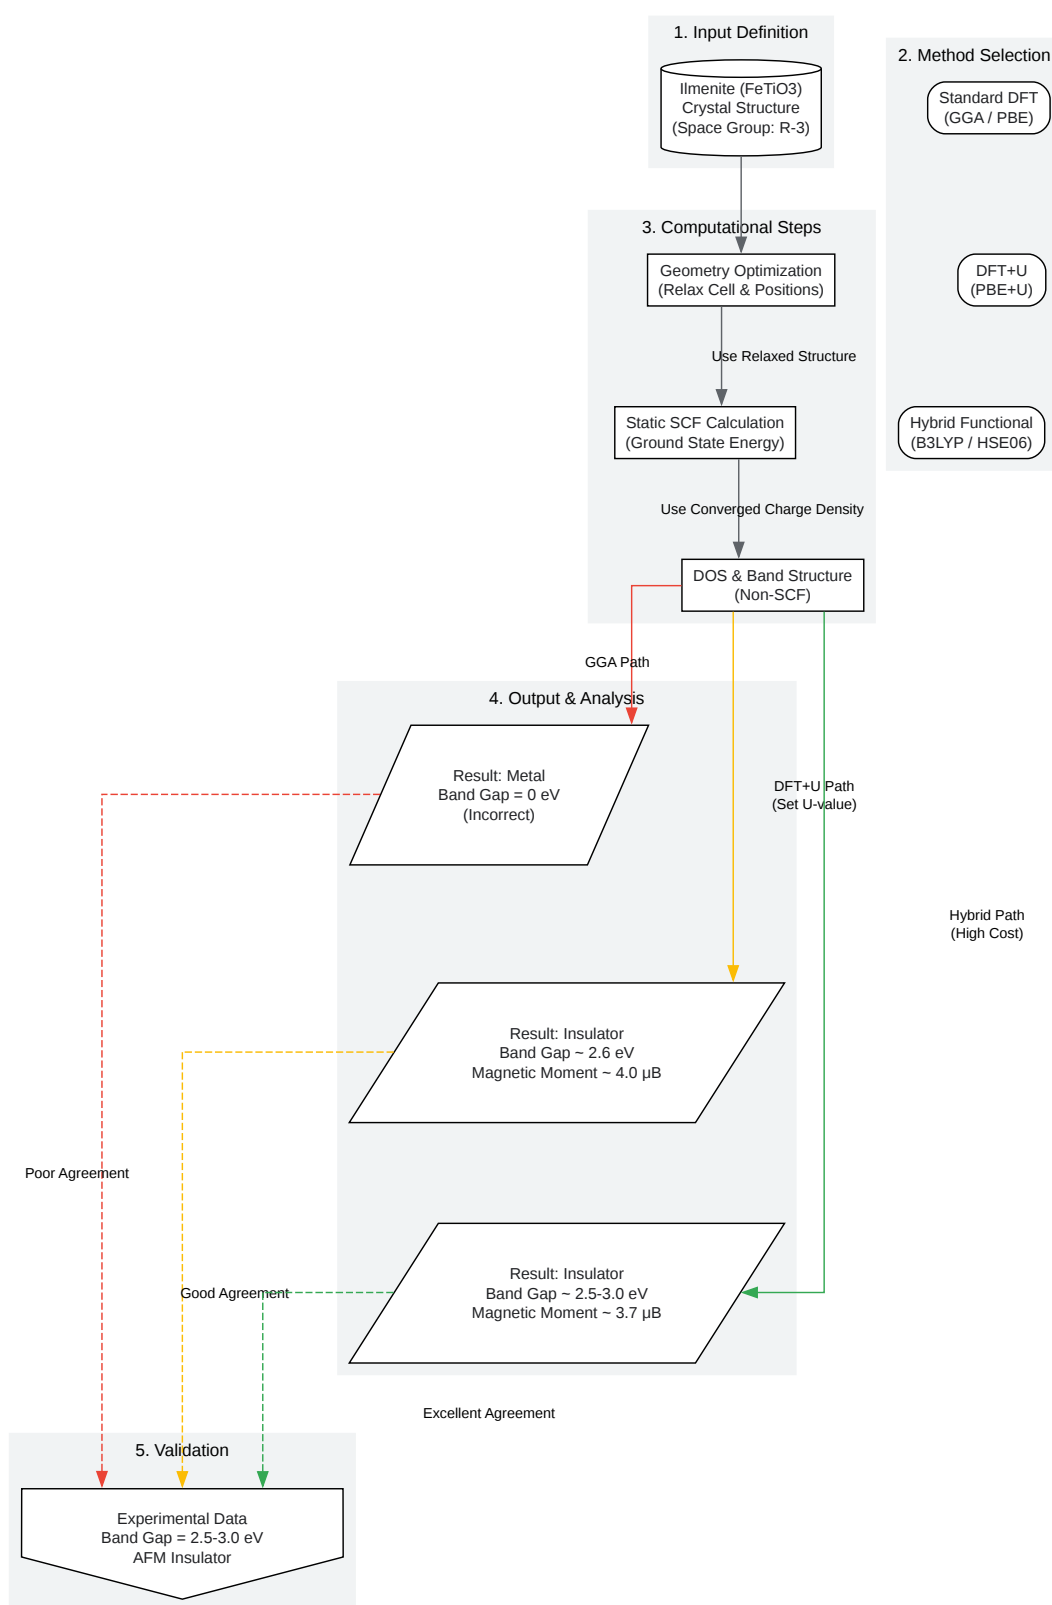 1. Input Definition
Ilmenite (FeTiO3)
Crystal Structure
(Space Group: R-3)
2. Method Selection
Standard DFT
(GGA / PBE)
DFT+U
(PBE+U)
Hybrid Functional
(B3LYP / HSE06)
3. Computational Steps
Geometry Optimization
(Relax Cell & Positions)
Use Relaxed Structure
Static SCF Calculation
(Ground State Energy)
Use Converged Charge Density
DOS & Band Structure
(Non-SCF)
GGA Path
4. Output & Analysis
Result: Metal
Band Gap = 0 eV
(Incorrect)
DFT+U Path
(Set U-value)
Hybrid Path
(High Cost)
Result: Insulator
Band Gap ~ 2.6 eV
Magnetic Moment ~ 4.0 μB
Poor Agreement
Result: Insulator
Band Gap ~ 2.5-3.0 eV
Magnetic Moment ~ 3.7 μB
Good Agreement
Excellent Agreement
5. Validation
Experimental Data
Band Gap = 2.5-3.0 eV
AFM Insulator